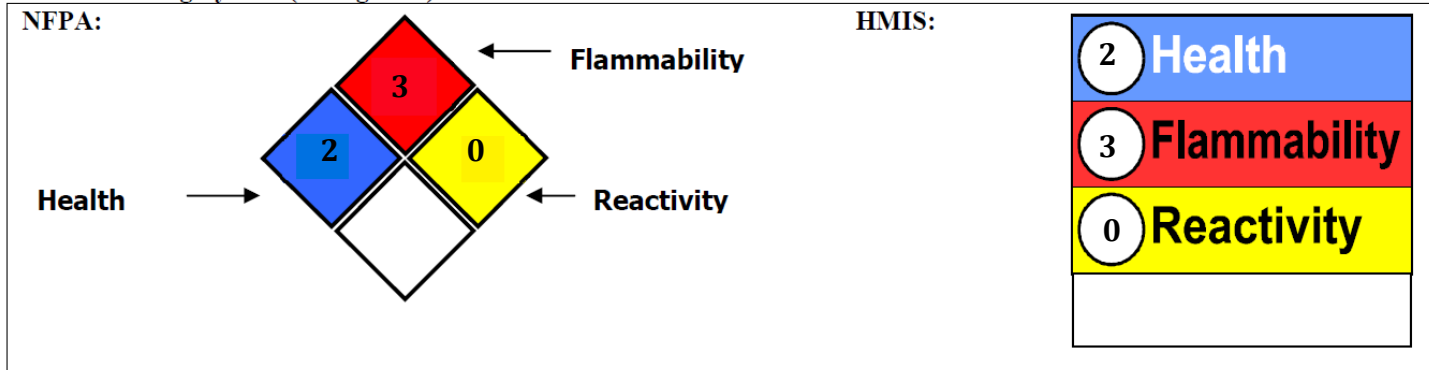 NFPA:
HMIS:
3
Flammability
2
0
Health
Reactivity
2 Health
3 Flammability
0 Reactivity